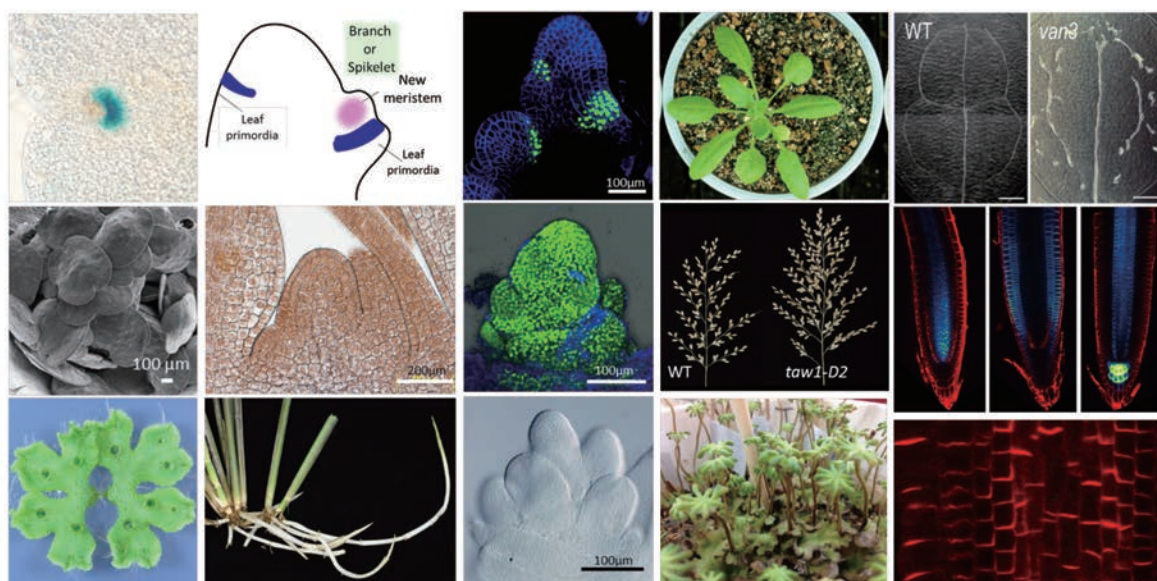 Branch
or
Spikelet
New
meristem
Leaf
primordia
Leaf
primordia
100μm
WT
van3
100 μm
200μm
100μm
WT
taw1-D2
100μm